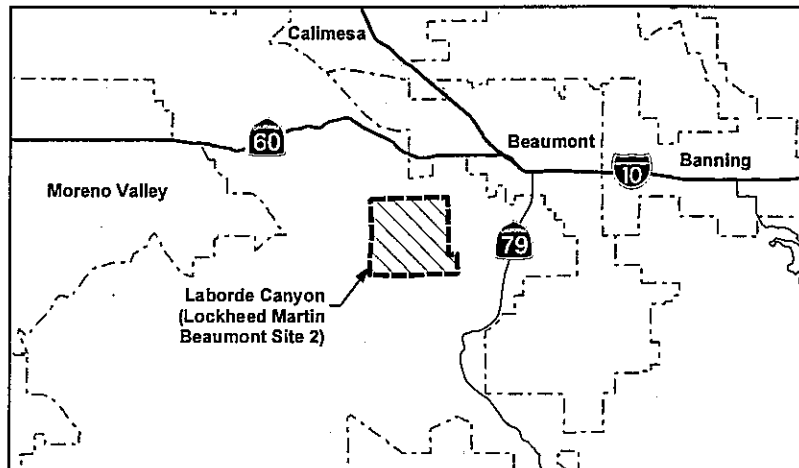 Calimesa
60
Beaumont
Banning
10
Moreno Valley
79
Laborde Canyon
(Lockheed Martin
Beaumont Site 2)